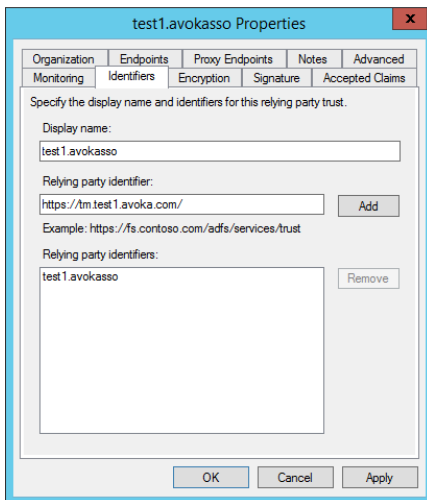 test1.avokasso Properties
x
Organization Endpoints Proxy Endpoints Notes Advanced
Monitoring Identifiers Encryption Signature Accepted Claims
Specify the display name and identifiers for this relying party trust.
Display name:
test1.avokasso
Relying party identifier:
https://tm.test1.avoka.com/ Add
Example: https://fs.contoso.com/adfs/services/trust
Relying party identifiers:
test1.avokasso Remove
OK Cancel Apply